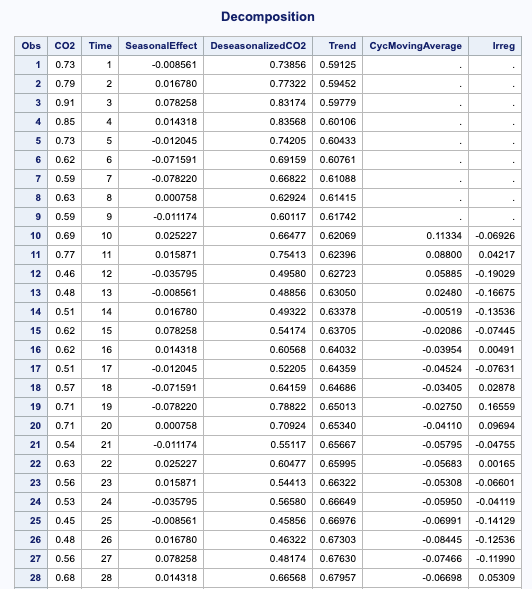 Decomposition
Obs CO2 Time SeasonalEffect DeseasonalizedCO2 Trend CycMovingAverage Irreg
1 0.73 1 -0.008561 0.73856 0.59125 . .
2 0.79 2 0.016780 0.77322 0.59452 . .
3 0.91 3 0.078258 0.83174 0.59779 . .
4 0.85 4 0.014318 0.83568 0.60106 . .
5 0.73 5 -0.012045 0.74205 0.60433 . .
6 0.62 6 -0.071591 0.69159 0.60761 . .
7 0.59 7 -0.078220 0.66822 0.61088 . .
8 0.63 8 0.000758 0.62924 0.61415 . .
9 0.59 9 -0.011174 0.60117 0.61742 . .
10 0.69 10 0.025227 0.66477 0.62069 0.11334 -0.06926
11 0.77 11 0.015871 0.75413 0.62396 0.08800 0.04217
12 0.46 12 -0.035795 0.49580 0.62723 0.05885 -0.19029
13 0.48 13 -0.008561 0.48856 0.63050 0.02480 -0.16675
14 0.51 14 0.016780 0.49322 0.63378 -0.00519 -0.13536
15 0.62 15 0.078258 0.54174 0.63705 -0.02086 -0.07445
16 0.62 16 0.014318 0.60568 0.64032 -0.03954 0.00491
17 0.51 17 -0.012045 0.52205 0.64359 -0.04524 -0.07631
18 0.57 18 -0.071591 0.64159 0.64686 -0.03405 0.02878
19 0.71 19 -0.078220 0.78822 0.65013 -0.02750 0.16559
20 0.71 20 0.000758 0.70924 0.65340 -0.04110 0.09694
21 0.54 21 -0.011174 0.55117 0.65667 -0.05795 -0.04755
22 0.63 22 0.025227 0.60477 0.65995 -0.05683 0.00165
23 0.56 23 0.015871 0.54413 0.66322 -0.05308 -0.06601
24 0.53 24 -0.035795 0.56580 0.66649 -0.05950 -0.04119
25 0.45 25 -0.008561 0.45856 0.66976 -0.06991 -0.14129
26 0.48 26 0.016780 0.46322 0.67303 -0.08445 -0.12536
27 0.56 27 0.078258 0.48174 0.67630 -0.07466 -0.11990
28 0.68 28 0.014318 0.66568 0.67957 -0.06698 0.05309